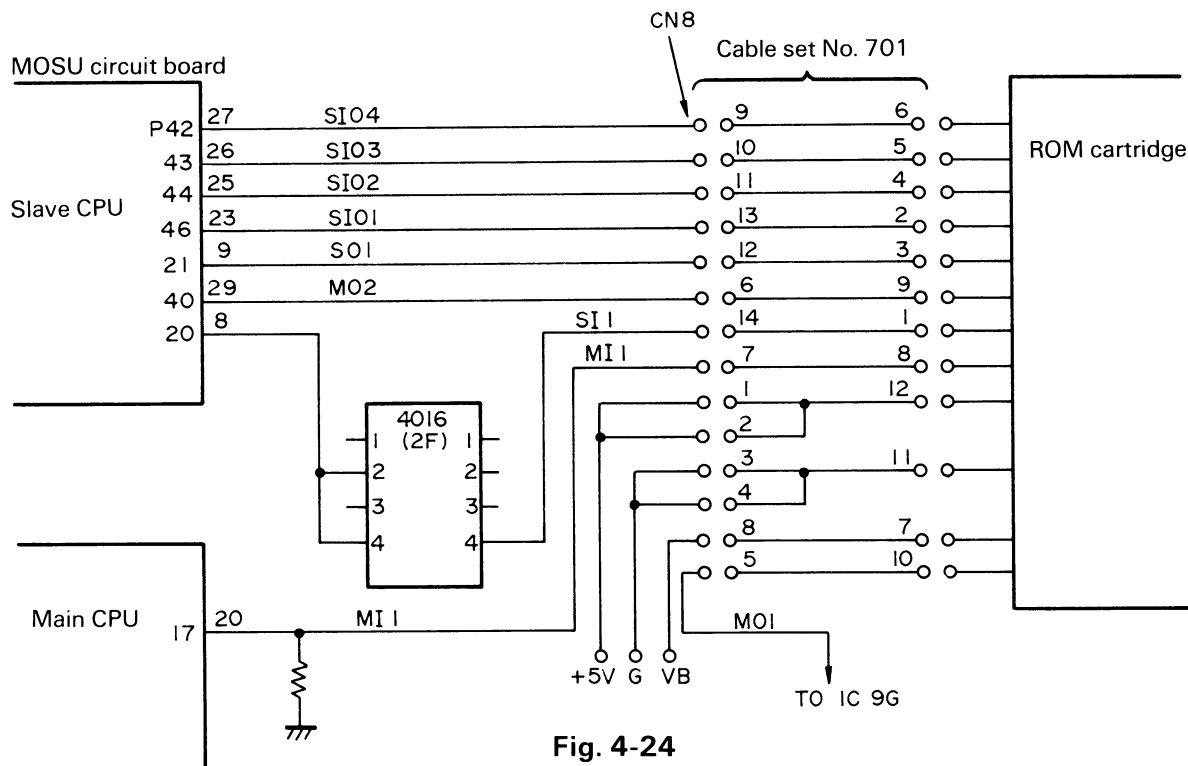 CN8
Cable set No. 701
MOSU circuit board
P42 27 SIO4 9 6
43 26 SIO3 10 5
ROM cartridge
44 25 SIO2 11 4
Slave CPU
46 23 SIO1 13 2
21 9 SO1 12 3
40 29 MO2 6 9
20 8 SI1 14 1
MI1 7 8
1 12
4016
(2F)
1 1
2
2 2
3 11
3 3
4
4 4
8 7
5 10
Main CPU
17 20 MI1
MO1
+5V G VB
TO IC 9G
Fig. 4-24